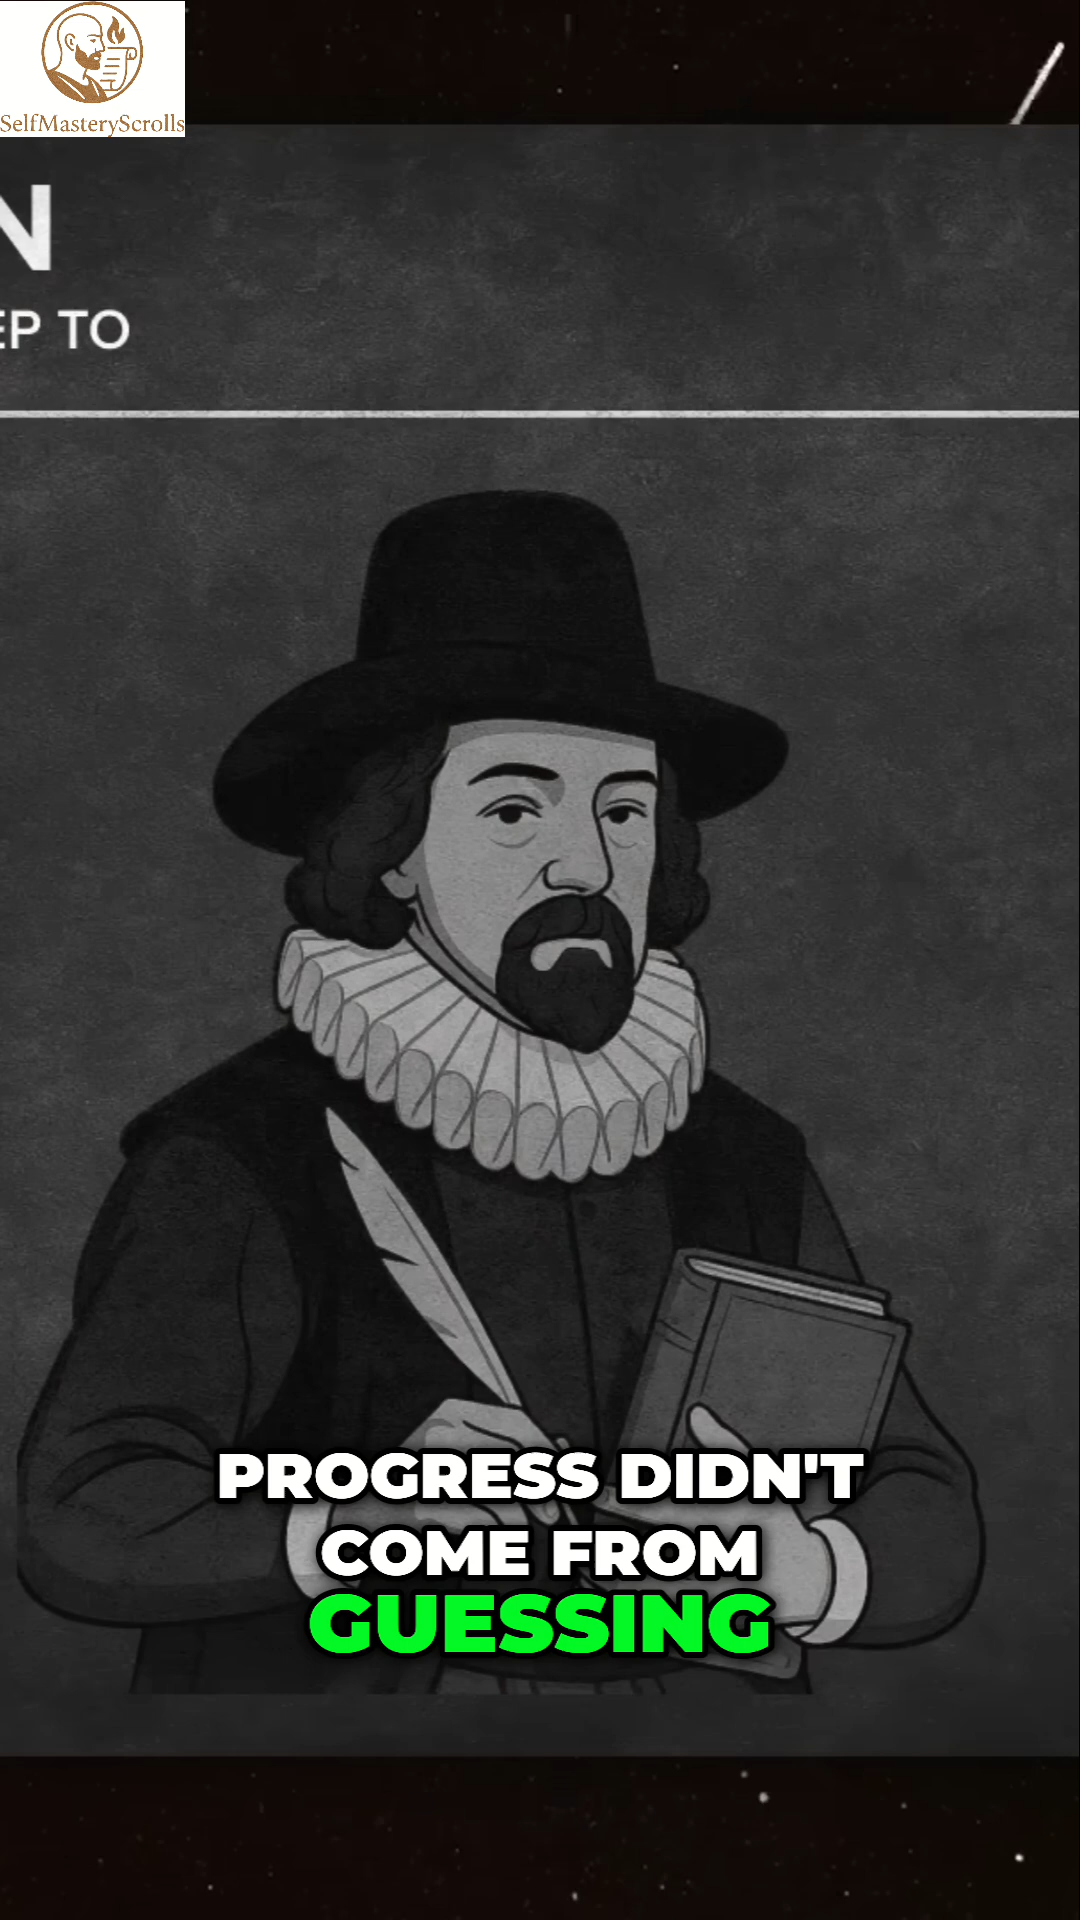 SelfMasteryScrolls
N
EP TO
PROGRESS DIDN'T
COME FROM
GUESSING